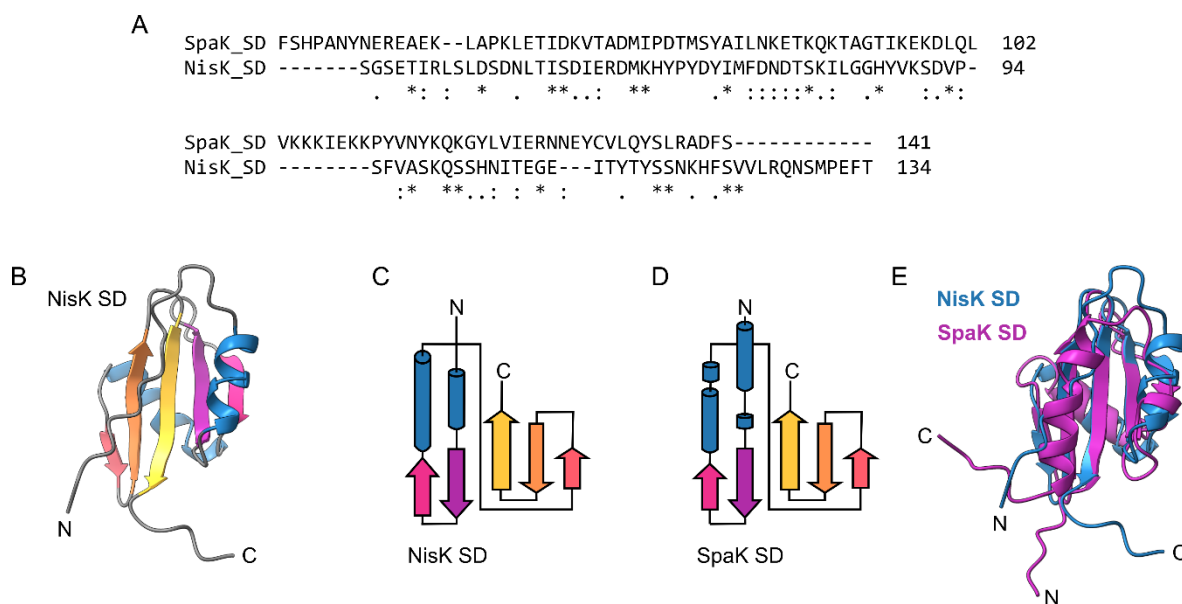 A
SpaK_SD FSHPANYNEREAEK--LAPKLETIDKVTADMIPDTMSYAILNKETKQKTAGTIKEKDLQL 102
NisK_SD -------SGSETIRLSLDSDNLTISDIERDMKHYPYDYIMFDNDTSKILGGHYVKSDVP- 94
. *: : * . **..: ** .* :::::*.: .* :.*:
SpaK_SD VKKKIEKKPYVNYKQKGYLVIERNNEYCVLQYSLRADFS------------ 141
NisK_SD --------SFVASKQSSHNITEGE---ITYTYSSNKHFSVVLRQNSMPEFT 134
:* **..: : * : . ** . .**
B
NisK SD
N
C
C
N
C
NisK SD
D
N
C
SpaK SD
E
NisK SD
SpaK SD
C
N
N
C